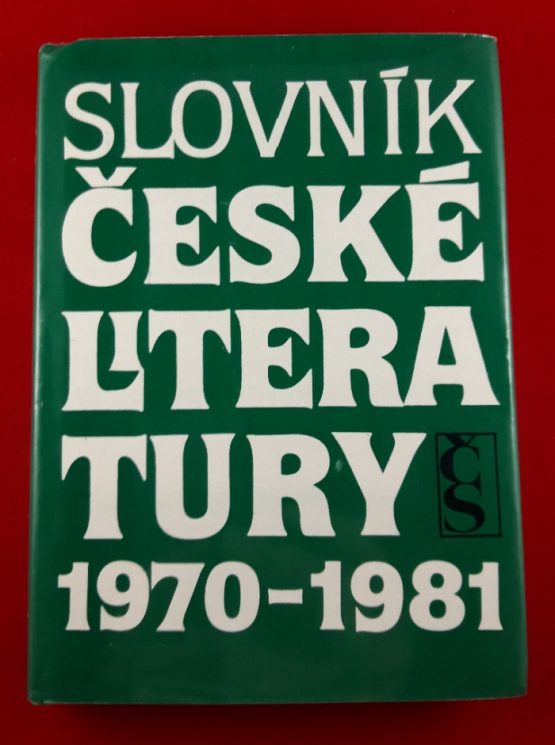 SLOVNÍK
ČESKÉ
LITERA
TURY
ČS
1970-1981